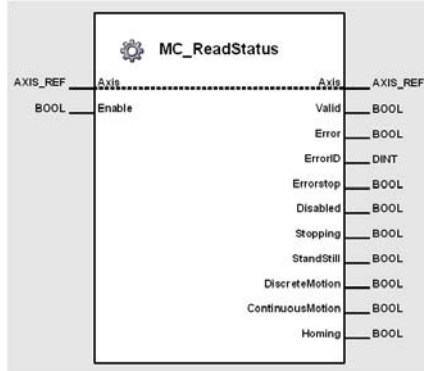 MC_ReadStatus
AXIS_REF Axis Axis AXIS_REF
BOOL Enable Valid BOOL
Error BOOL
ErrorID DINT
Errorstop BOOL
Disabled BOOL
Stopping BOOL
StandStill BOOL
DiscreteMotion BOOL
ContinuousMotion BOOL
Homing BOOL